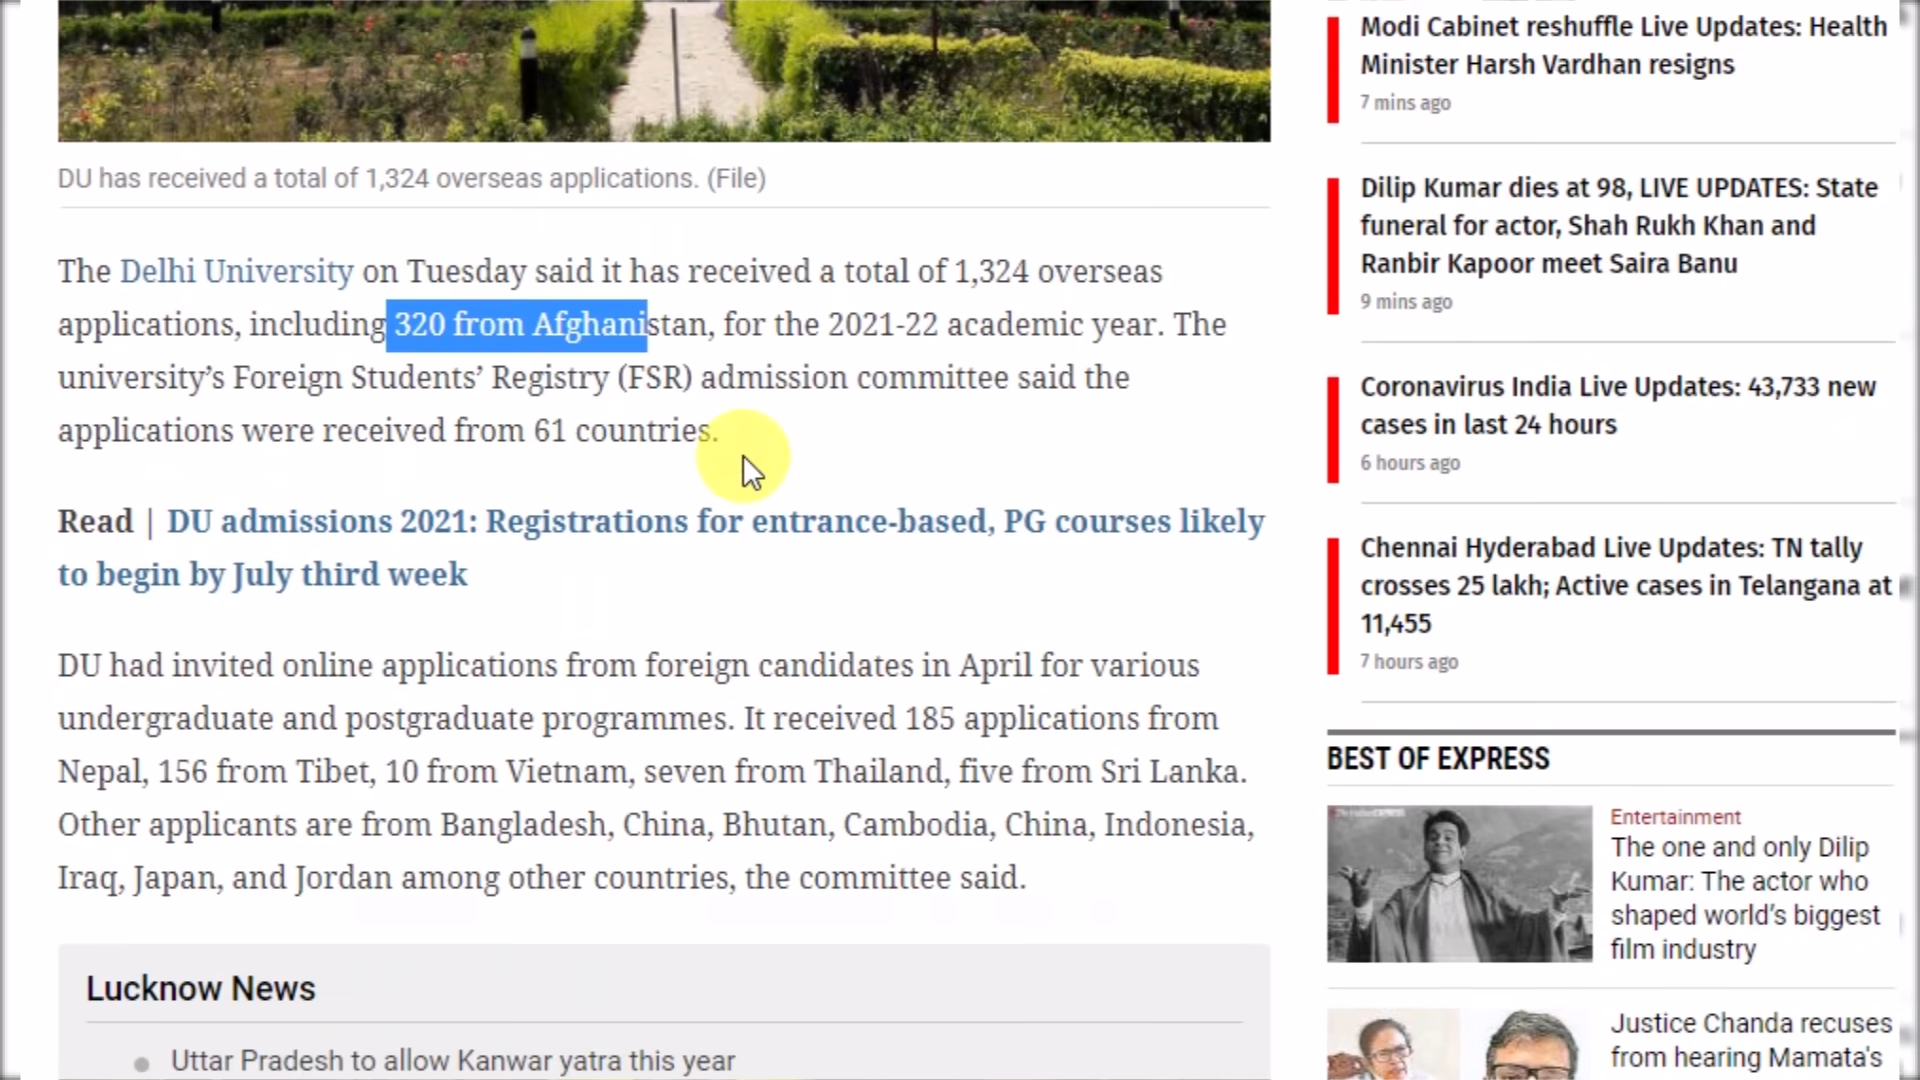 DU has received a total of 1,324 overseas applications. (File)
The Delhi University on Tuesday said it has received a total of 1,324 overseas
applications, including 320 from Afghanistan, for the 2021-22 academic year. The
university’s Foreign Students’ Registry (FSR) admission committee said the
applications were received from 61 countries.
Read | DU admissions 2021: Registrations for entrance-based, PG courses likely
to begin by July third week
DU had invited online applications from foreign candidates in April for various
undergraduate and postgraduate programmes. It received 185 applications from
Nepal, 156 from Tibet, 10 from Vietnam, seven from Thailand, five from Sri Lanka.
Other applicants are from Bangladesh, China, Bhutan, Cambodia, China, Indonesia,
Iraq, Japan, and Jordan among other countries, the committee said.
Lucknow News
Uttar Pradesh to allow Kanwar yatra this year
Modi Cabinet reshuffle Live Updates: Health
Minister Harsh Vardhan resigns
7 mins ago
Dilip Kumar dies at 98, LIVE UPDATES: State
funeral for actor, Shah Rukh Khan and
Ranbir Kapoor meet Saira Banu
9 mins ago
Coronavirus India Live Updates: 43,733 new
cases in last 24 hours
6 hours ago
Chennai Hyderabad Live Updates: TN tally
crosses 25 lakh; Active cases in Telangana at
11,455
7 hours ago
BEST OF EXPRESS
Entertainment
The one and only Dilip
Kumar: The actor who
shaped world’s biggest
film industry
Justice Chanda recuses
from hearing Mamata's